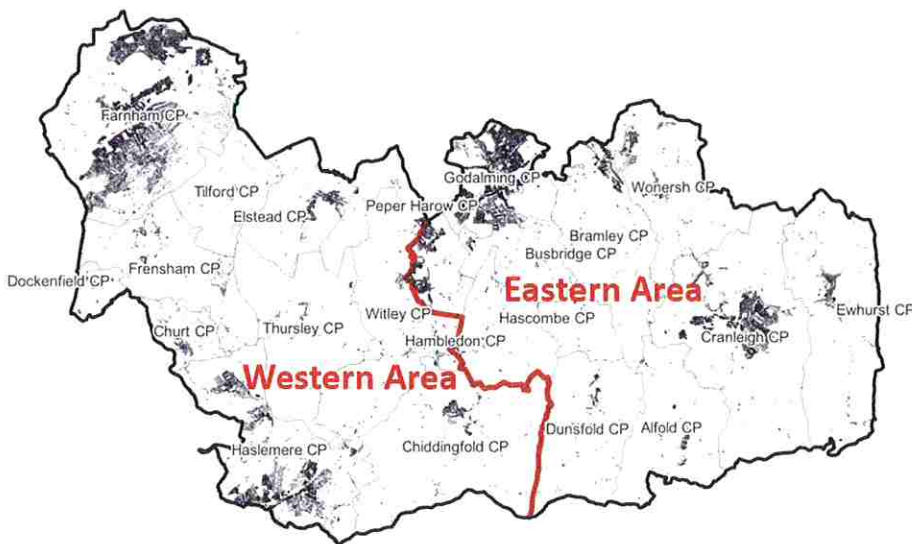 Farnham CP
Godalming CP
Tilford CP
Wonersh CP
Elstead CP
Peper Harow CP
Bramley CP
Busbridge CP
Frensham CP
Dockenfield CP
Eastern Area
Ewhurst CP
Witley CP
Hascombe CP
Thursley CP
Churt CP
Cranleigh CP
Hambledon CP
Western Area
Dunsfold CP
Alfold CP
Chiddingfold CP
Haslemere CP